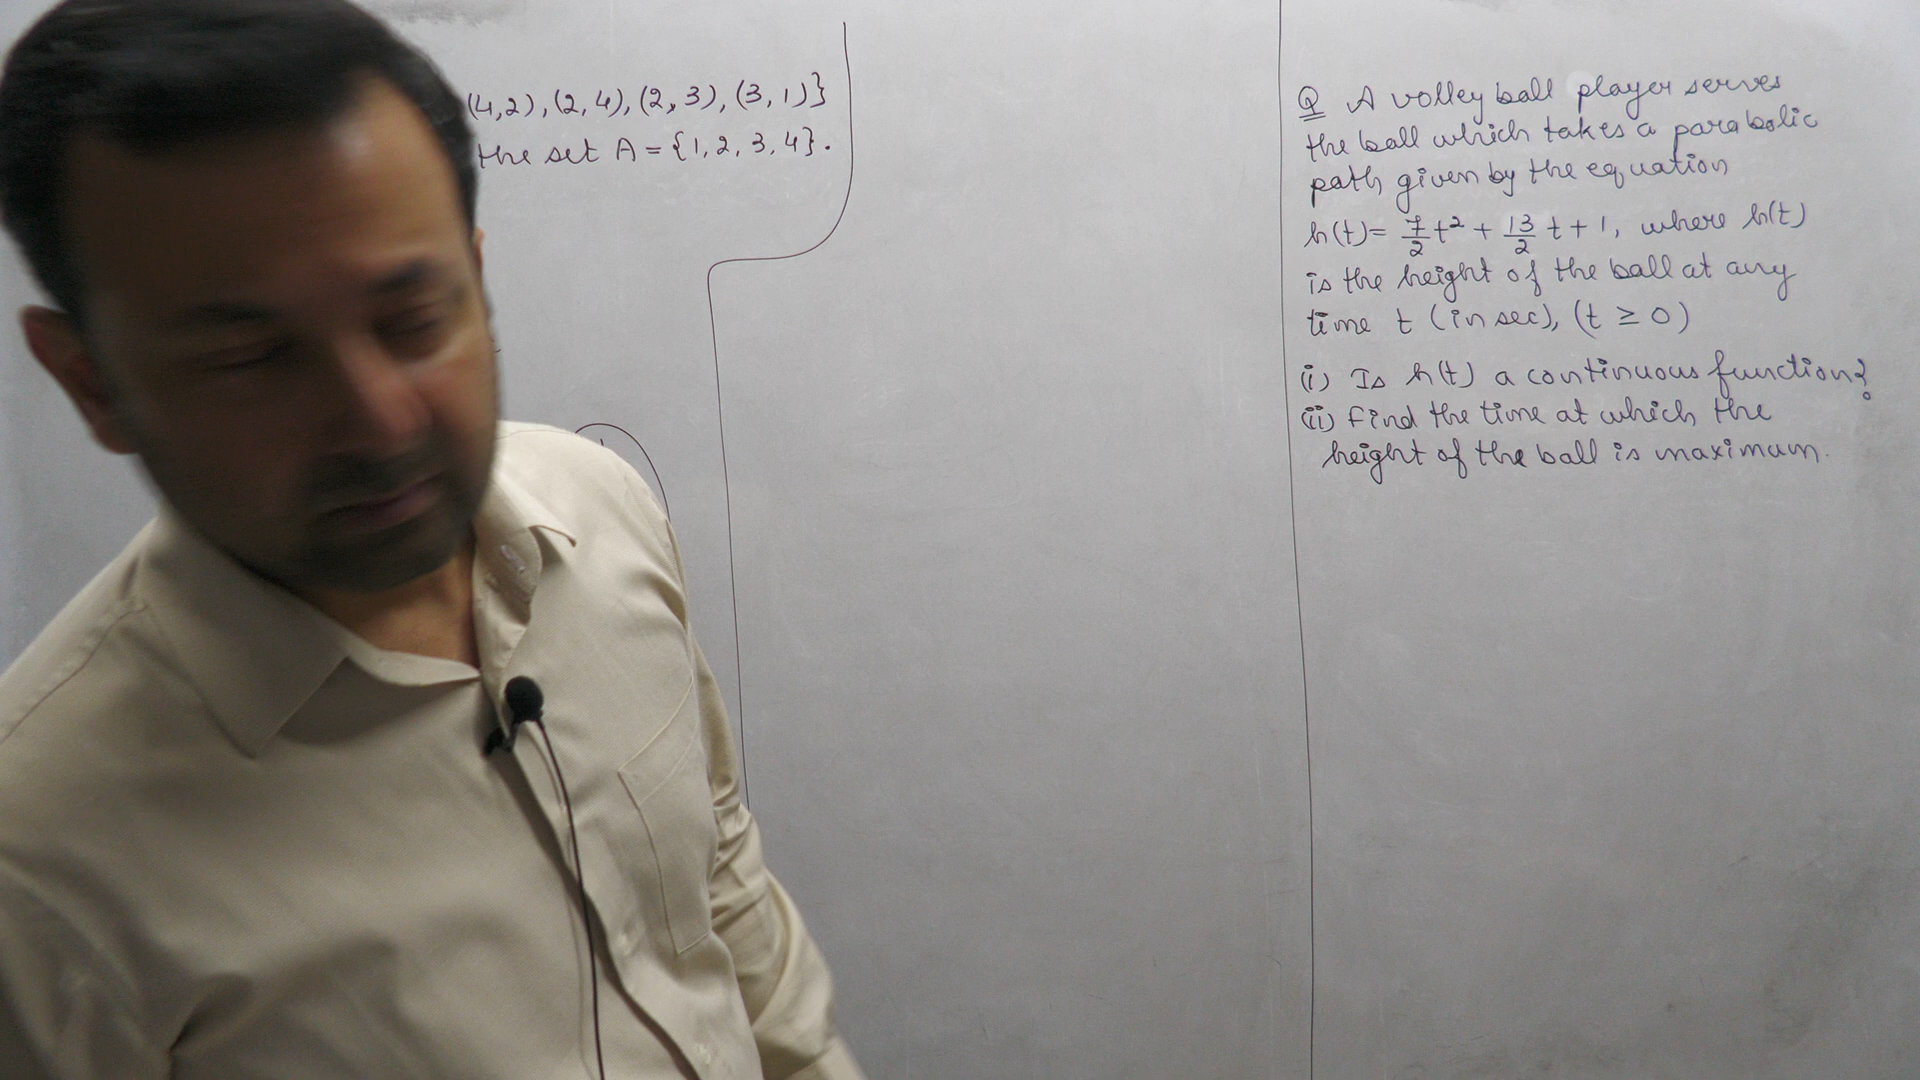 (4,2), (2,4), (2,3), (3,1)}
the set A = {1, 2, 3, 4}.
Q A volley ball player serves
the ball which takes a parabolic
path given by the equation
h(t) = 7/2 t² + 13/2 t + 1, where h(t)
is the height of the ball at any
time t (in sec), (t ≥ 0)
(i) Is h(t) a continuous function?
(ii) Find the time at which the
height of the ball is maximum.